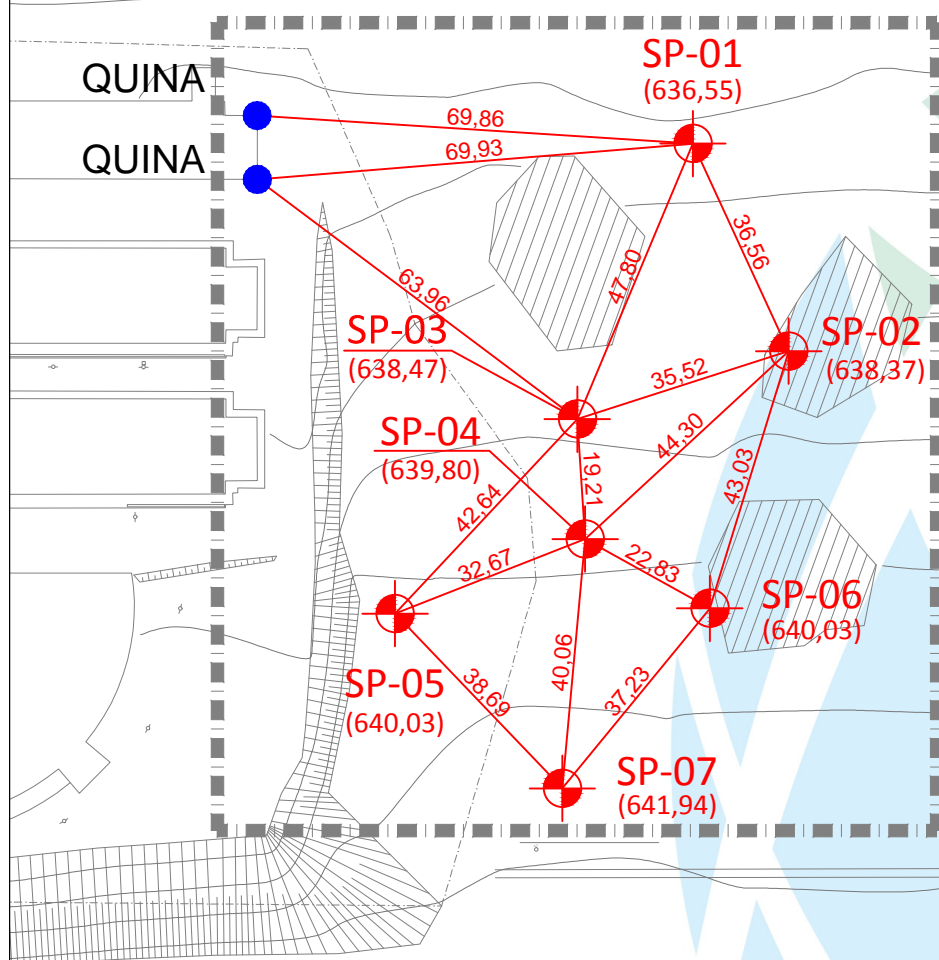 SP-01
(636,55)
QUINA
69,86
QUINA
69,93
36,56
47,80
63,96
SP-03
(638,47)
SP-02
(638,37)
35,52
SP-04
(639,80)
44,30
19,21
43,03
42,64
32,67
22,83
SP-06
(640,03)
SP-05
(640,03)
38,69
40,06
37,23
SP-07
(641,94)